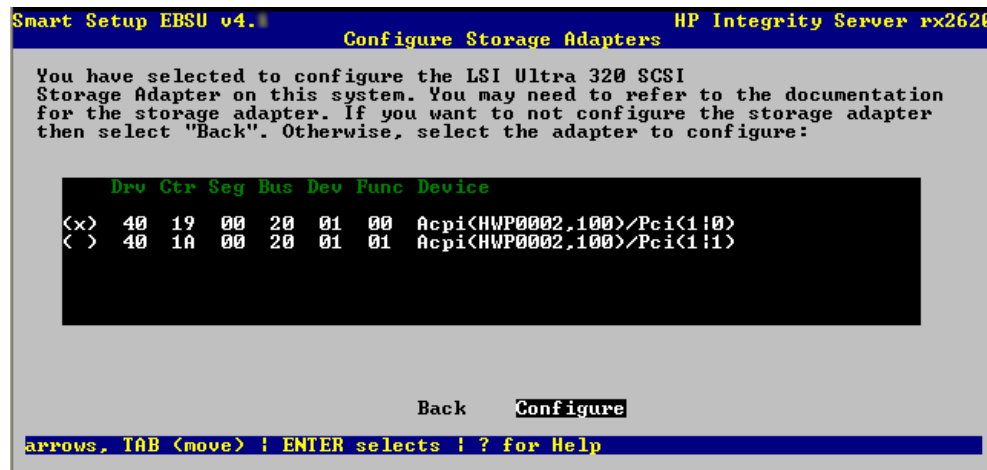 Smart Setup EBSU v4. HP Integrity Server rx2620
Configure Storage Adapters
You have selected to configure the LSI Ultra 320 SCSI
Storage Adapter on this system. You may need to refer to the documentation
for the storage adapter. If you want to not configure the storage adapter
then select "Back". Otherwise, select the adapter to configure:
Drv Ctr Seg Bus Dev Func Device
(x) 40 19 00 20 01 00 Acpi(HWP0002,100)/Pci(1¦0)
( ) 40 1A 00 20 01 01 Acpi(HWP0002,100)/Pci(1¦1)
Back Configure
arrows, TAB (move) ¦ ENTER selects ¦ ? for Help